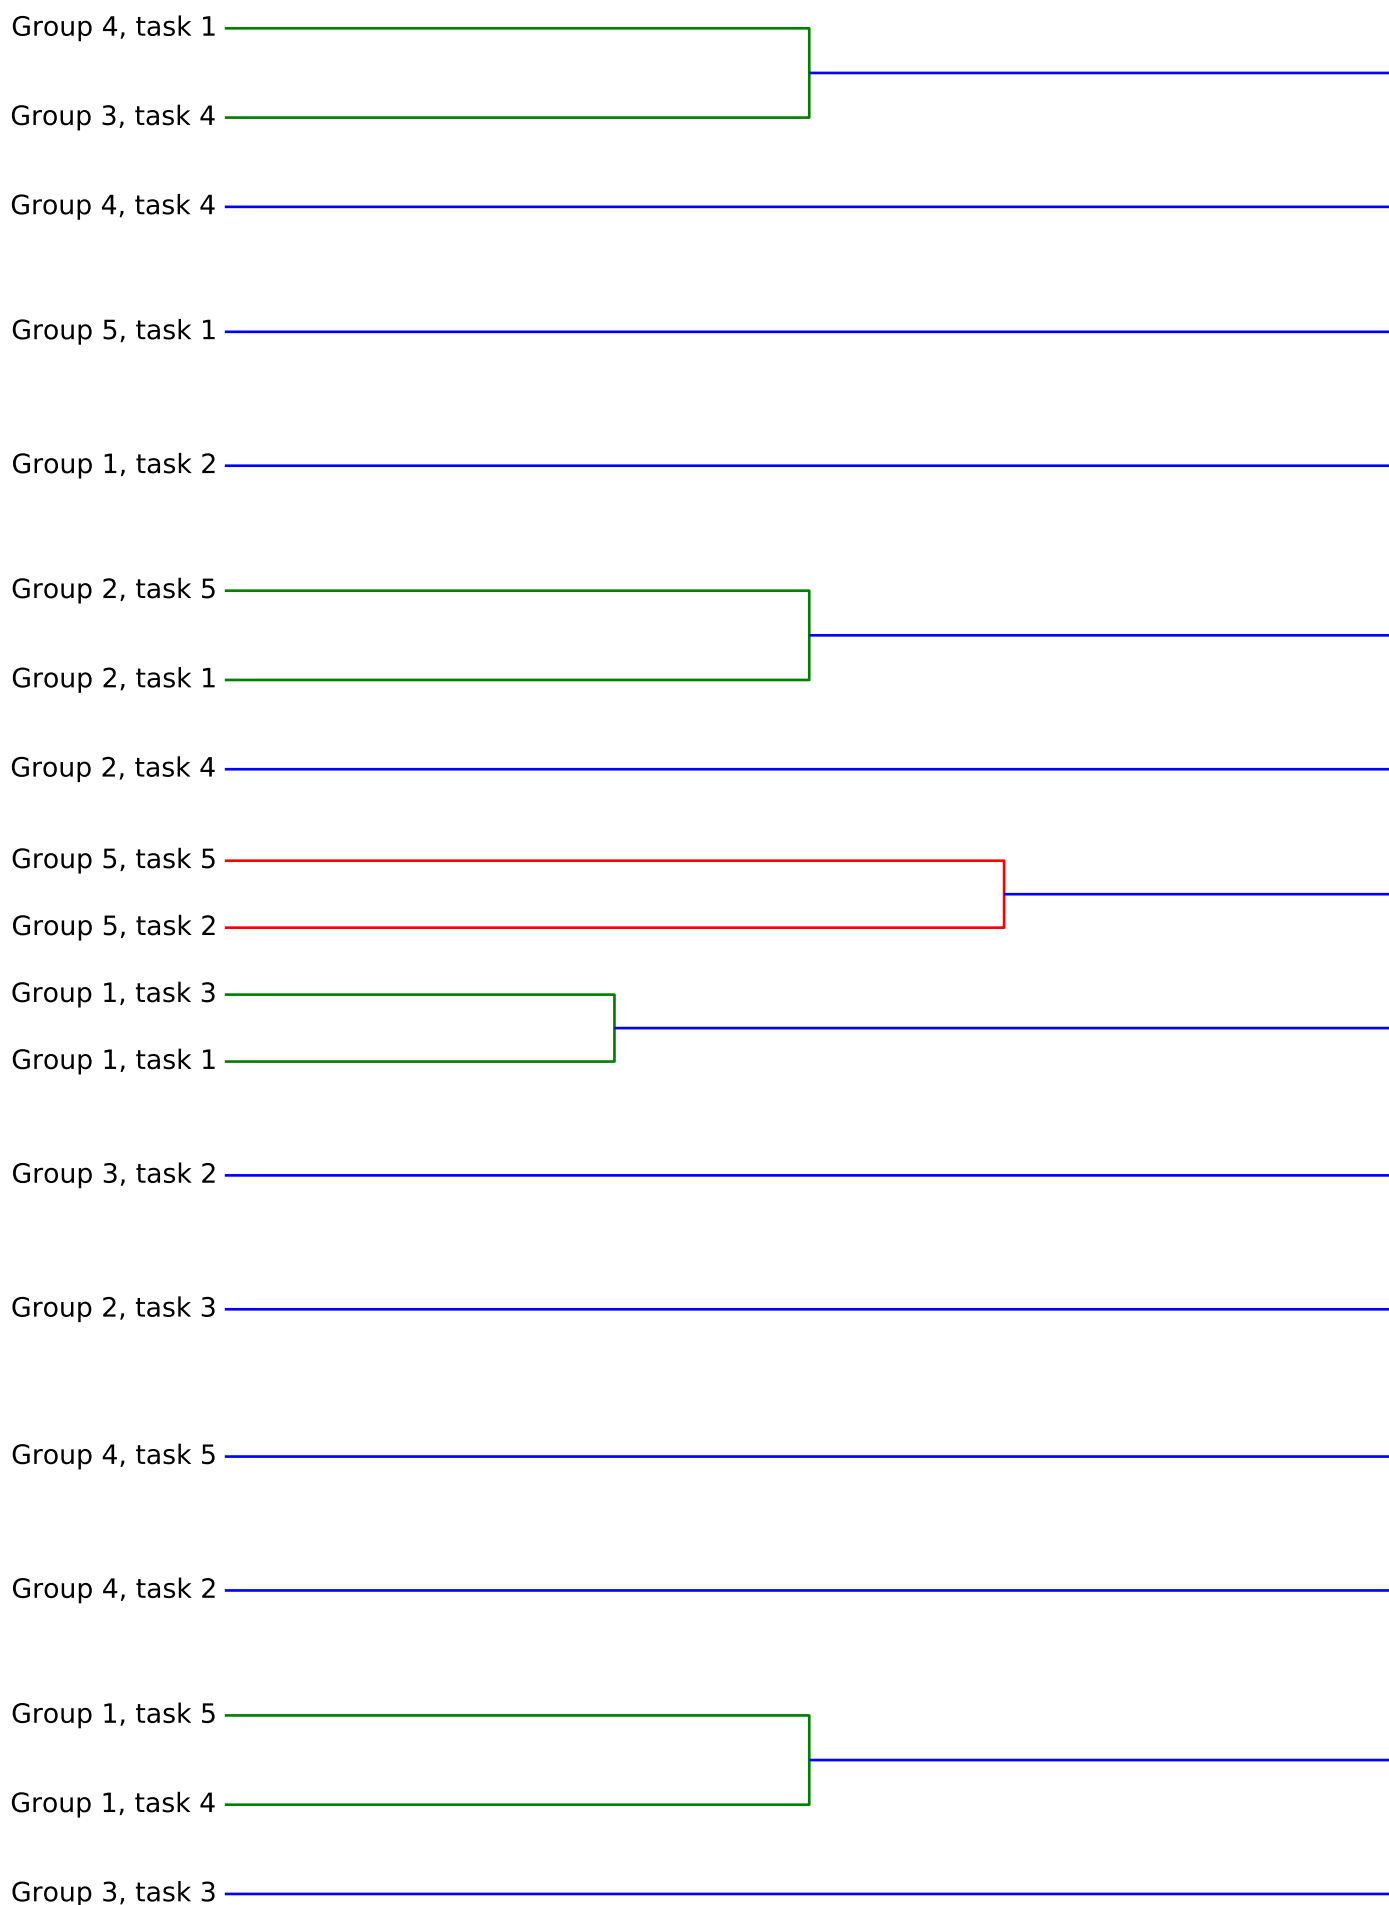 Group 4, task 1
Group 3, task 4
Group 4, task 4
Group 5, task 1
Group 1, task 2
Group 2, task 5
Group 2, task 1
Group 2, task 4
Group 5, task 5
Group 5, task 2
Group 1, task 3
Group 1, task 1
Group 3, task 2
Group 2, task 3
Group 4, task 5
Group 4, task 2
Group 1, task 5
Group 1, task 4
Group 3, task 3